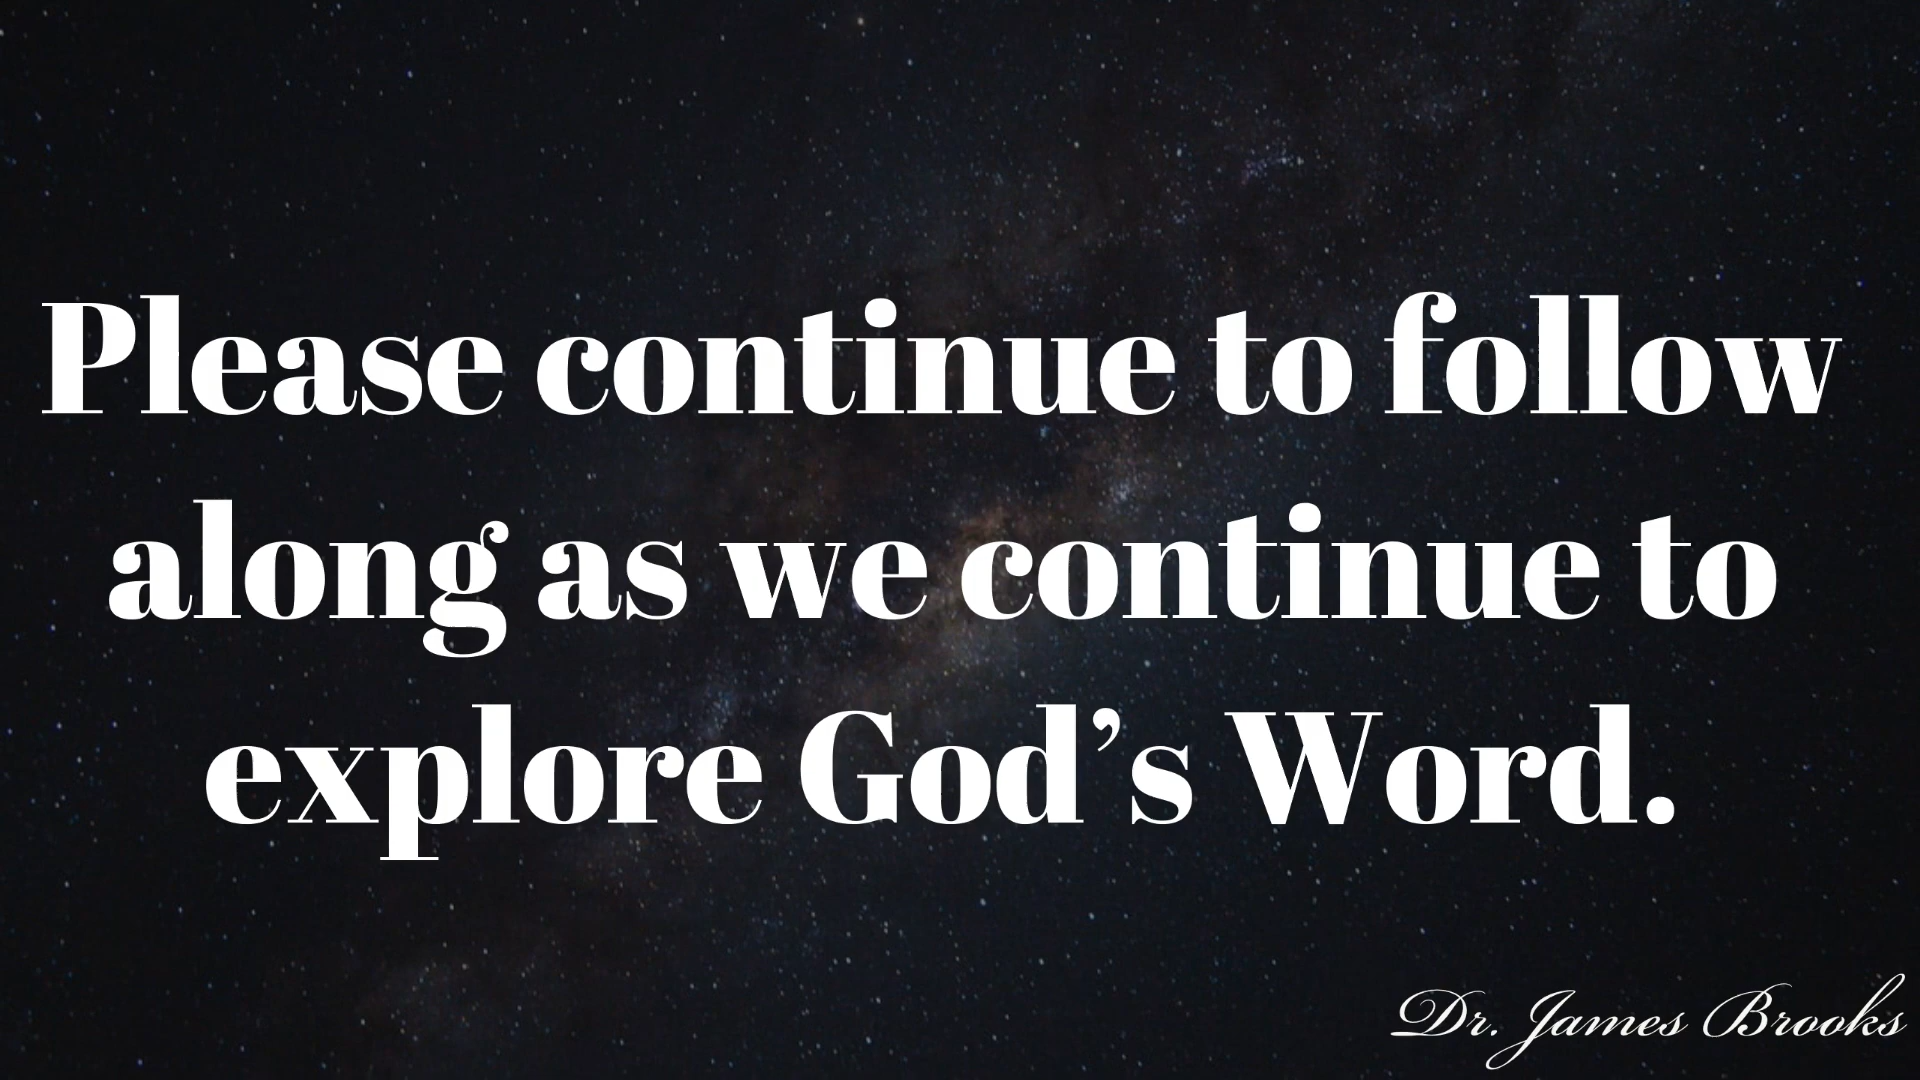 Please continue to follow
along as we continue to
explore God’s Word.
Dr. James Brooks